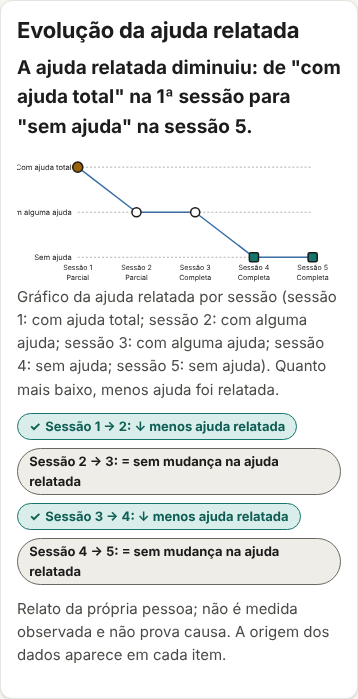 Evolução da ajuda relatada
A ajuda relatada diminuiu: de "com
ajuda total" na 1ª sessão para
"sem ajuda" na sessão 5.
Com ajuda total
alguma ajuda
Sem ajuda
Sessão 1 Sessão 2 Sessão 3 Sessão 4 Sessão 5
Parcial Parcial Completa Completa Completa
Gráfico da ajuda relatada por sessão (sessão
1: com ajuda total; sessão 2: com alguma
ajuda; sessão 3: com alguma ajuda; sessão
4: sem ajuda; sessão 5: sem ajuda). Quanto
mais baixo, menos ajuda foi relatada.
✓ Sessão 1 → 2: ↓ menos ajuda relatada
Sessão 2 → 3: = sem mudança na ajuda
relatada
✓ Sessão 3 → 4: ↓ menos ajuda relatada
Sessão 4 → 5: = sem mudança na ajuda
relatada
Relato da própria pessoa; não é medida
observada e não prova causa. A origem dos
dados aparece em cada item.